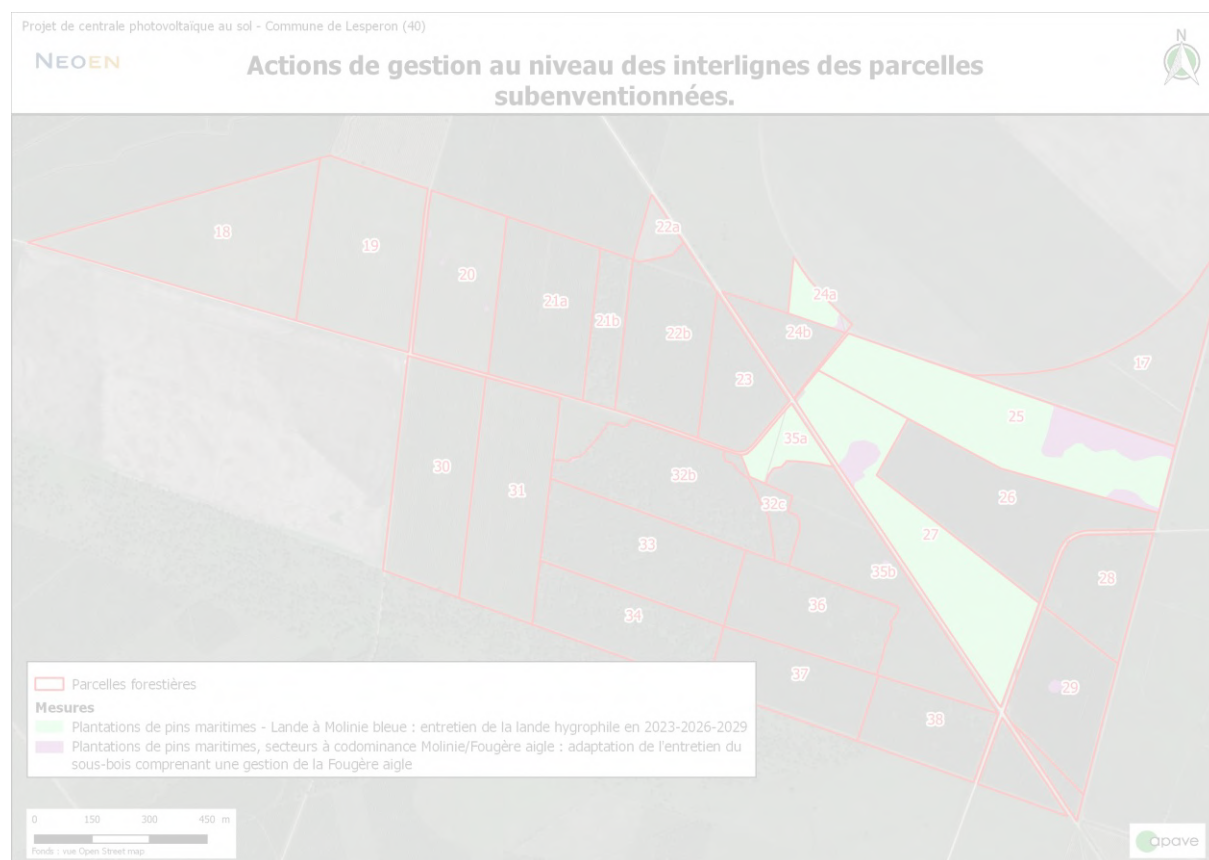 Projet de centrale photovoltaïque au sol - Commune de Lesperon (40)
NEOEN
Actions de gestion au niveau des interlignes des parcelles
subenventionnées.
N
18
19
20
21a
21b
22a
22b
23
24a
24b
17
25
26
27
28
29
30
31
32b
32c
33
34
35a
35b
36
37
38
Parcelles forestières
Mesures
Plantations de pins maritimes - Lande à Molinie bleue : entretien de la lande hygrophile en 2023-2026-2029
Plantations de pins maritimes, secteurs à codominance Molinie/Fougère aigle : adaptation de l'entretien du
sous-bois comprenant une gestion de la Fougère aigle
0 150 300 450 m
Fonds : vue Open Street map
apave